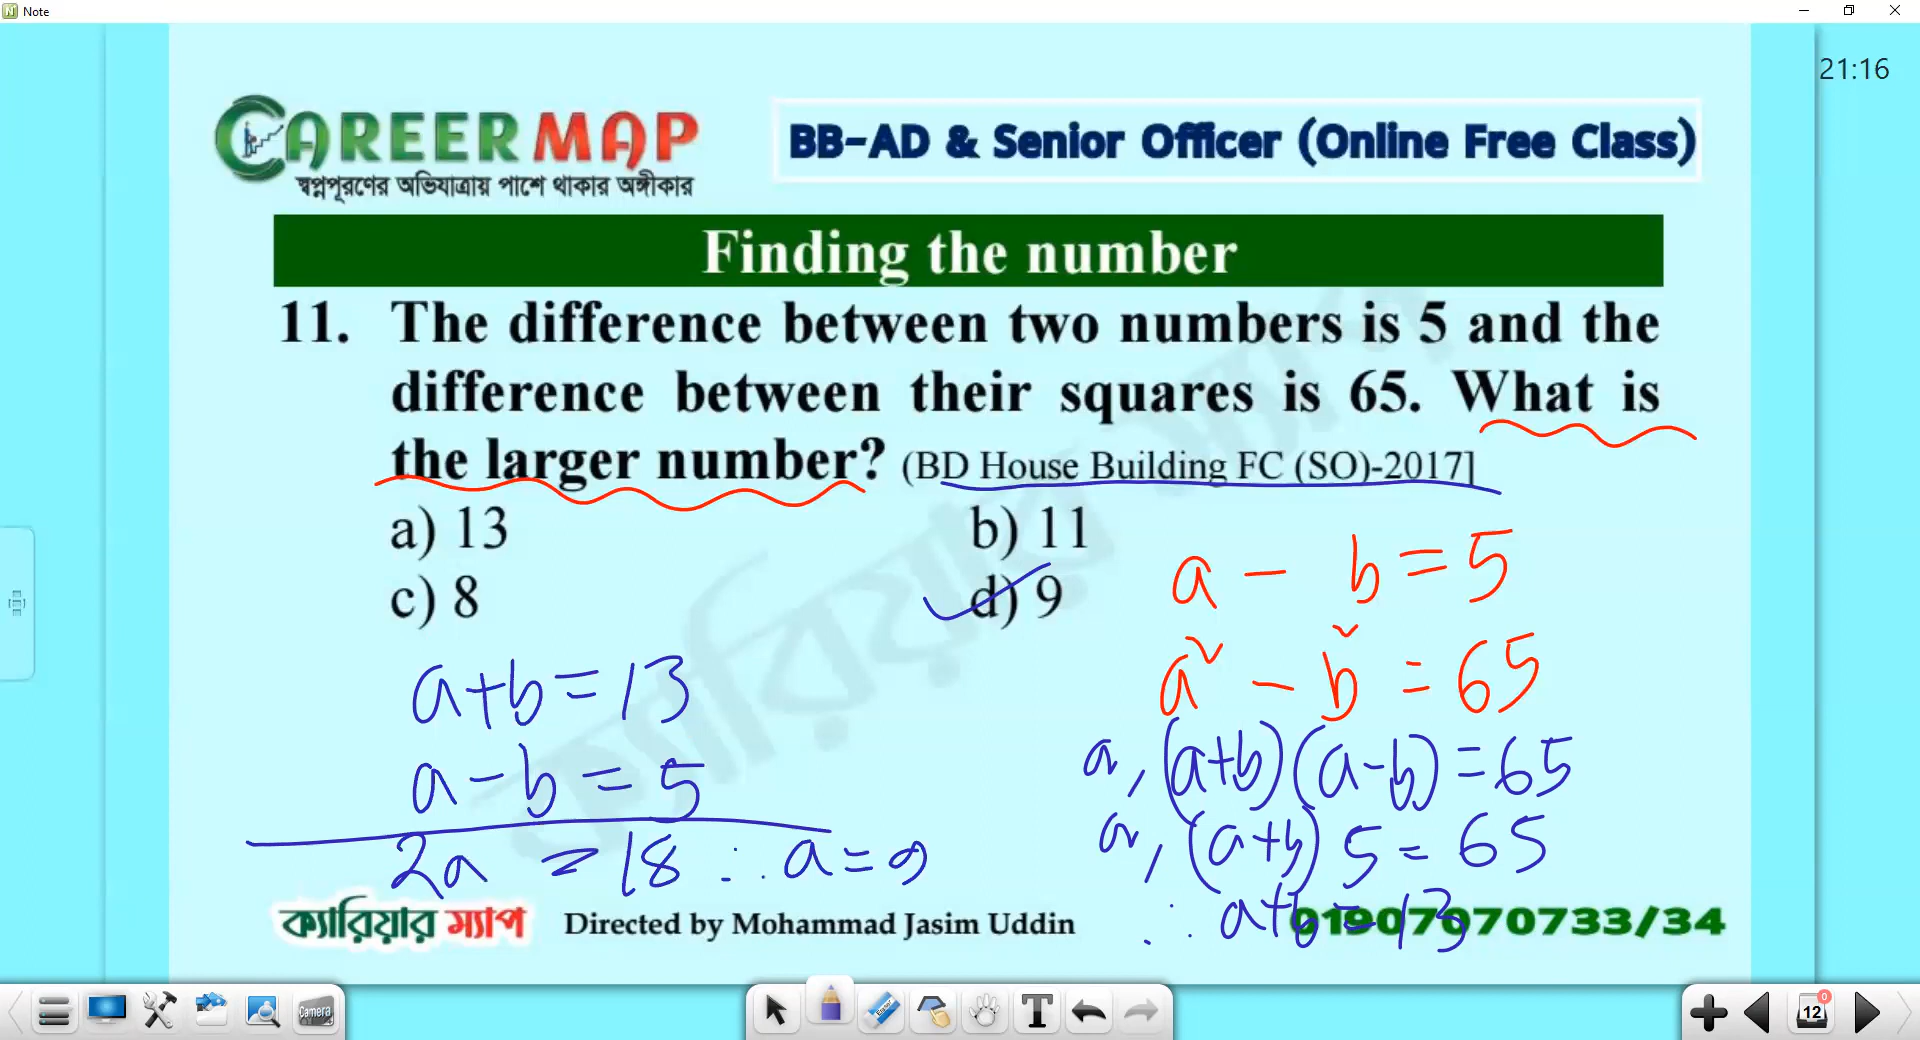 Note
21:16
CAREER MAP
স্বপ্নপূরণের অভিযাত্রায় পাশে থাকার অঙ্গীকার
BB-AD & Senior Officer (Online Free Class)
Finding the number
11. The difference between two numbers is 5 and the
difference between their squares is 65. What is
the larger number? (BD House Building FC (SO)-2017]
a) 13 b) 11
c) 8 d) 9
a - b = 5
a² - b² = 65
(a+b)(a-b) = 65
(a+b) 5 = 65
∴ a+b = 13
a+b = 13
a-b = 5
2a = 18 ∴ a = 9
ক্যারিয়ার ম্যাপ
Directed by Mohammad Jasim Uddin
01907070733/34
ক্যারিয়ার ম্যাপ
Camera
T
12
0